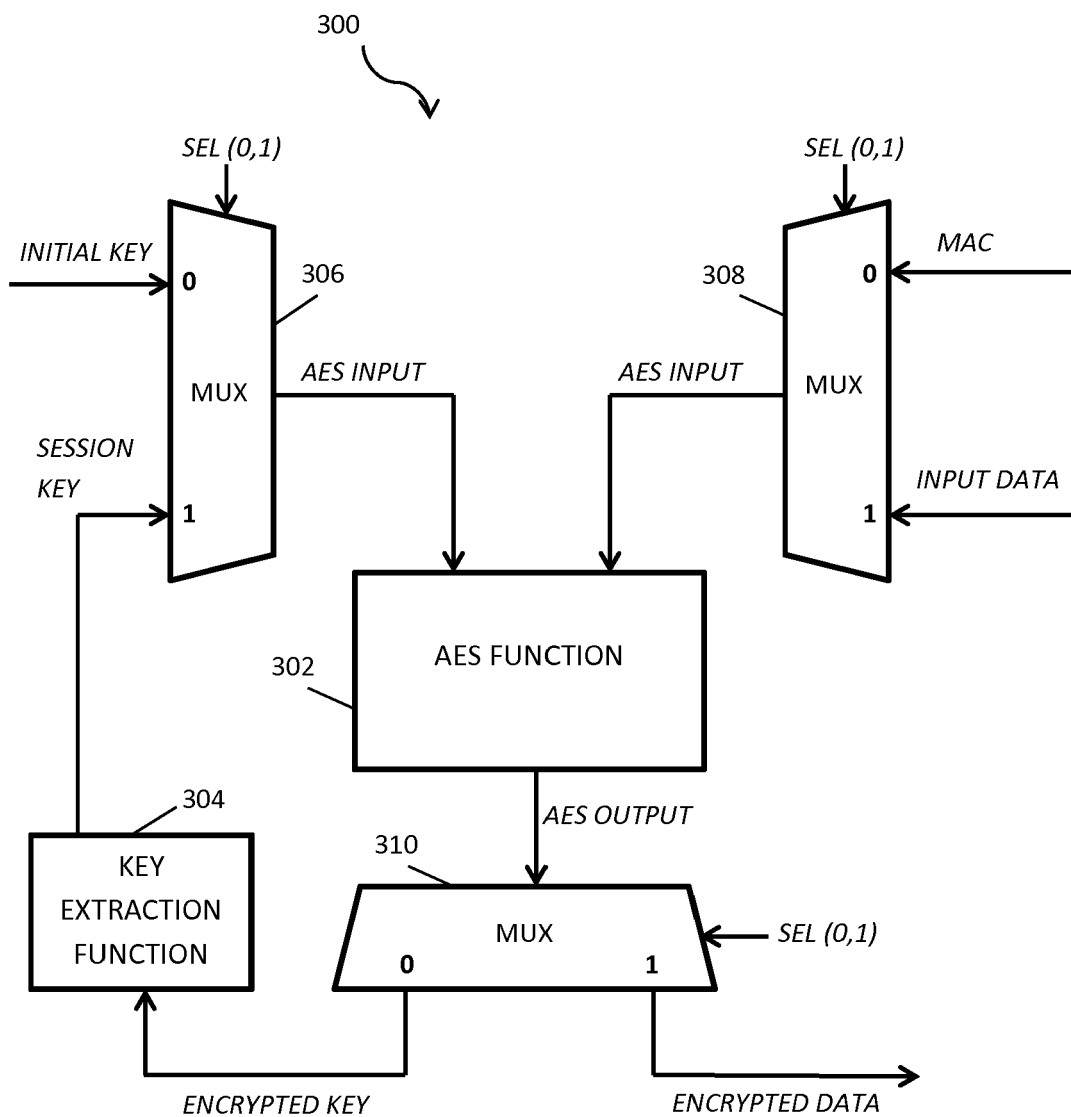 300
SEL (0,1)
SEL (0,1)
INITIAL KEY
MAC
0
306
308
0
MUX
AES INPUT
AES INPUT
MUX
SESSION
KEY
INPUT DATA
1
1
AES FUNCTION
302
304
AES OUTPUT
310
KEY
EXTRACTION
FUNCTION
MUX
SEL (0,1)
0
1
ENCRYPTED KEY
ENCRYPTED DATA